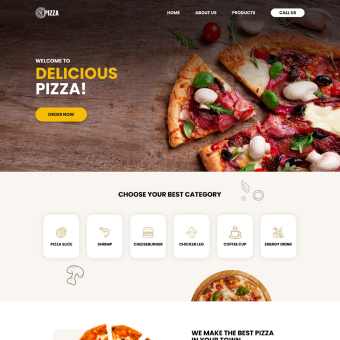 PIZZA
HOME
ABOUT US
PRODUCTS
CALL US
WELCOME TO
DELICIOUS
PIZZA!
ORDER NOW
CHOOSE YOUR BEST CATEGORY
PIZZA SLICE
SHRIMP
CHEESEBURGER
CHICKEN LEG
COFFEE CUP
ENERGY DRINK
WE MAKE THE BEST PIZZA
IN YOUR TOWN